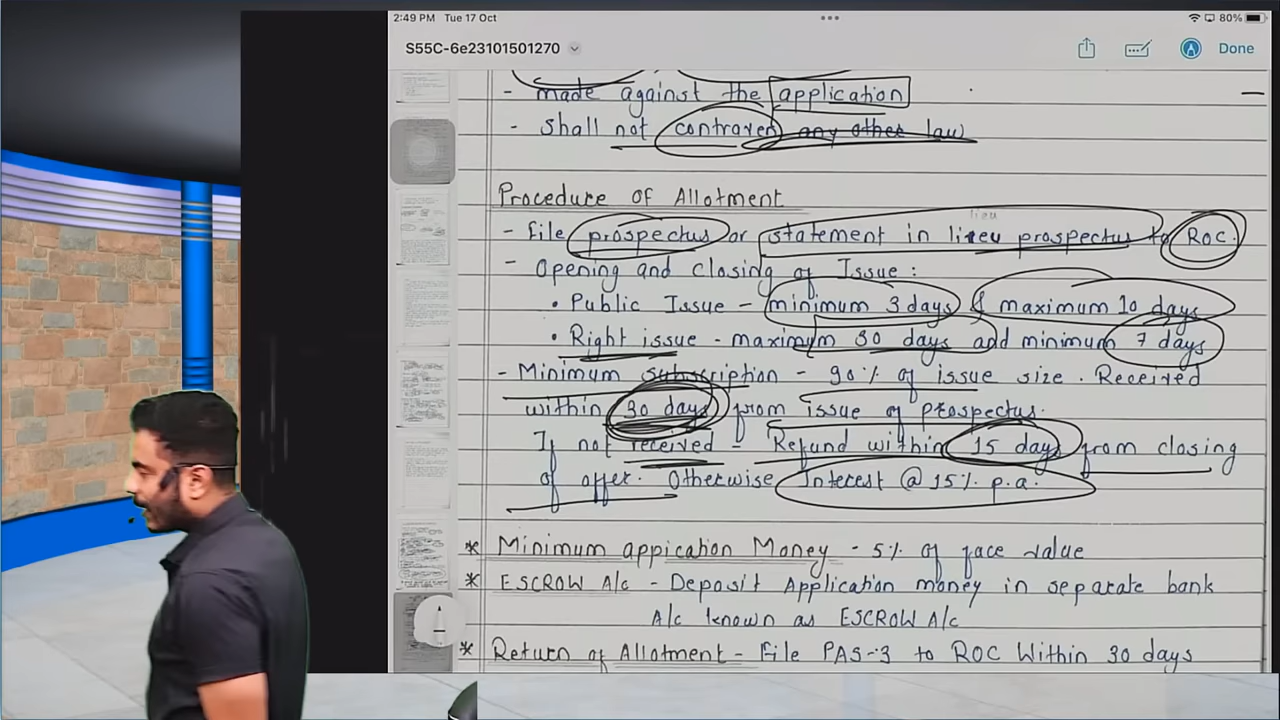 2:49 PM Tue 17 Oct
80%
S55C-6e23101501270
Done
- made against the application
- Shall not contraven any other law
Procedure of Allotment
lieu
- File prospectus or statement in lieu prospectus to ROC.
- Opening and closing of Issue :
• Public Issue - minimum 3 days & maximum 10 days
• Right issue - maximum 30 days and minimum 7 days
- Minimum subscription - 90% of issue size. Received
within 30 days from issue of prospectus.
If not received - Refund within 15 days from closing
of offer. Otherwise Interest @ 15% p.a.
* Minimum appication Money - 5% of face value
* ESCROW A/c - Deposit Application money in separate bank
A/c known as ESCROW A/c
* Return of Allotment - File PAS-3 to ROC Within 30 days